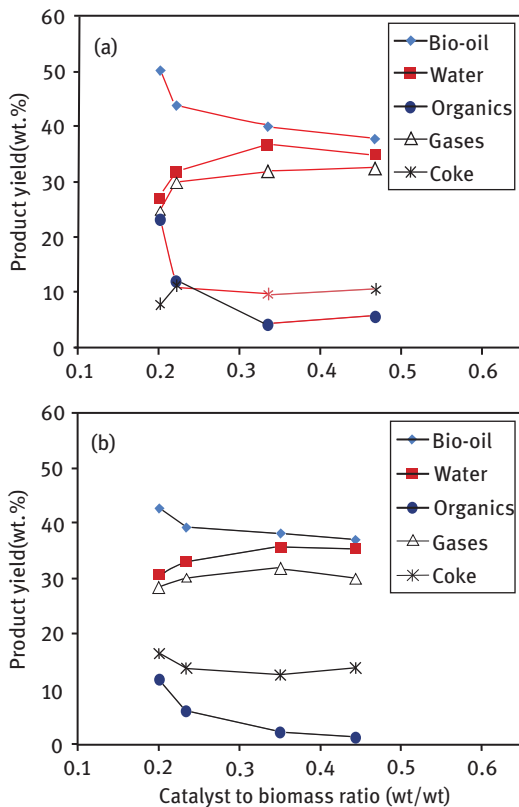 60
(a)
Bio-oil
Water
Organics
Gases
Coke
50
40
30
20
10
0
Product yield(wt.%)
0.1 0.2 0.3 0.4 0.5 0.6
60
(b)
Bio-oil
Water
Organics
Gases
Coke
50
40
30
20
10
0
Product yield(wt.%)
0.1 0.2 0.3 0.4 0.5 0.6
Catalyst to biomass ratio (wt/wt)